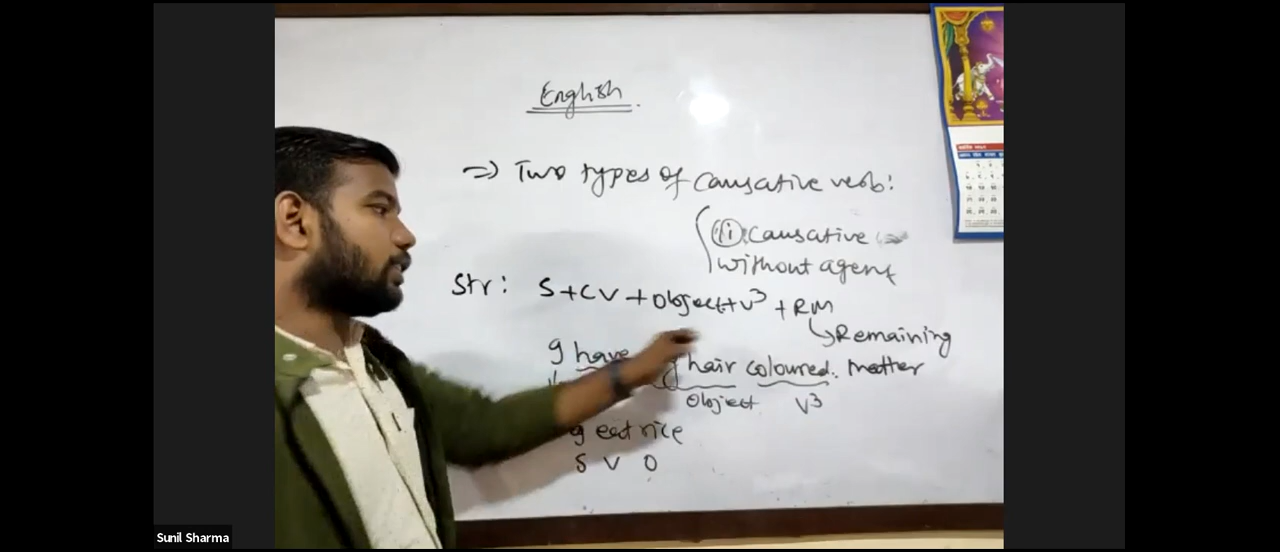 English.
=> Two types of causative verb:
(i) Causative
without agent
Str: S+CV+Object+V³+RM
↳Remaining
matter
I have hair coloured.
Object V³
I eat rice
S V O
Sunil Sharma